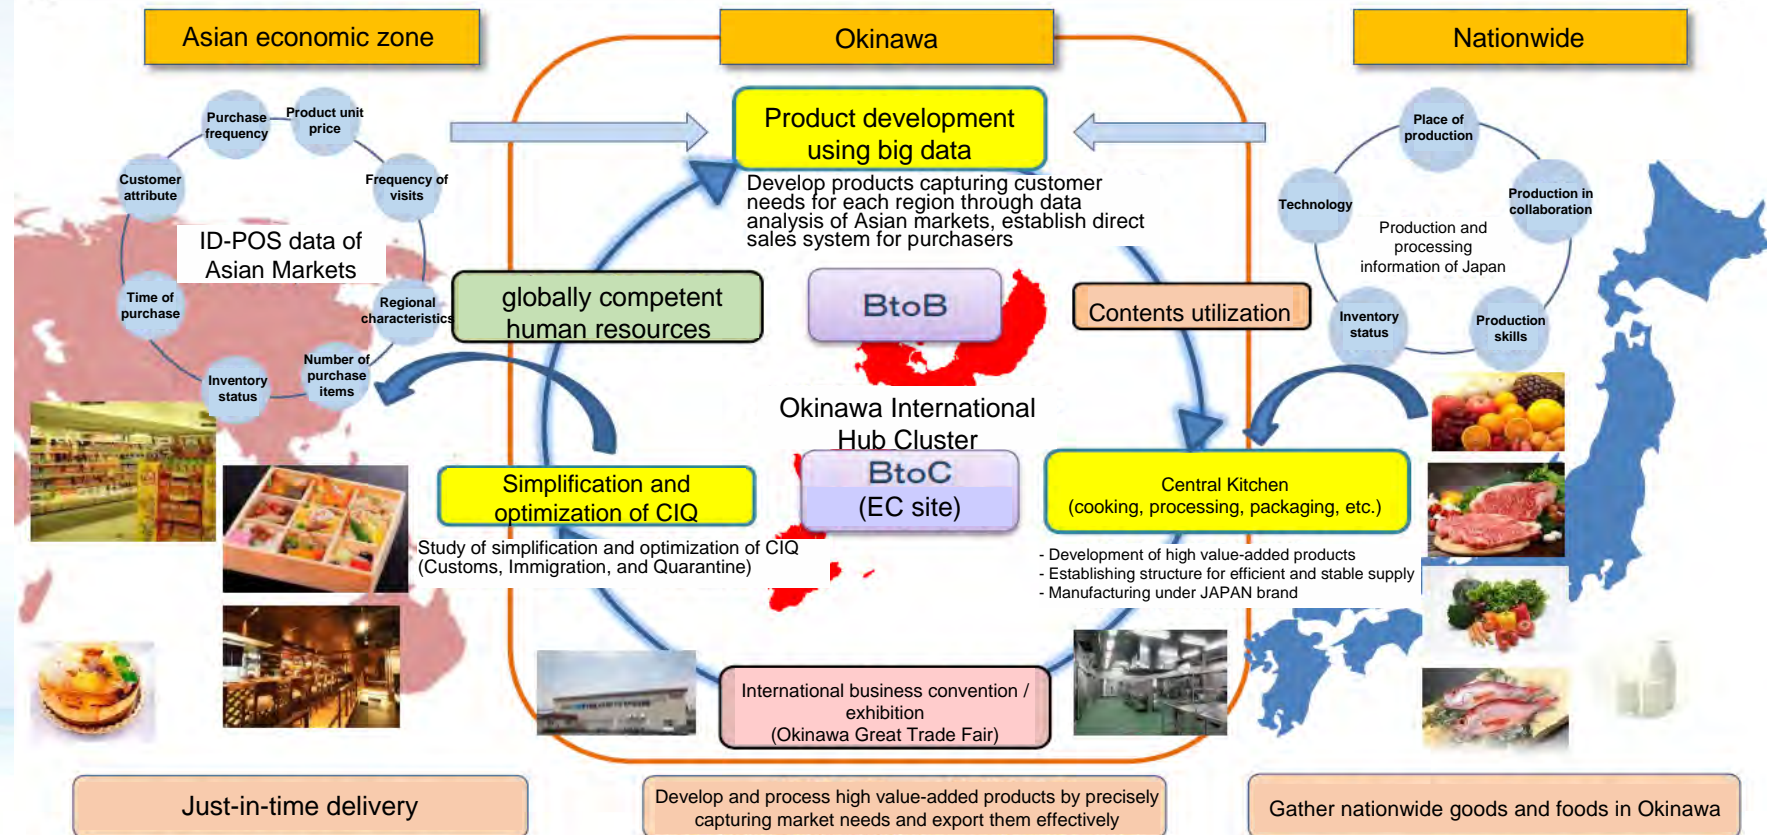 Asian economic zone
Okinawa
Nationwide
Purchase
frequency
Product unit
price
Customer
attribute
Frequency of
visits
ID-POS data of
Asian Markets
Time of
purchase
Regional
characteristics
Inventory
status
Number of
purchase
items
Product development
using big data
Develop products capturing customer
needs for each region through data
analysis of Asian markets, establish direct
sales system for purchasers
globally competent
human resources
BtoB
Contents utilization
Okinawa International
Hub Cluster
BtoC
(EC site)
Simplification and
optimization of CIQ
Study of simplification and optimization of CIQ
(Customs, Immigration, and Quarantine)
Central Kitchen
(cooking, processing, packaging, etc.)
- Development of high value-added products
- Establishing structure for efficient and stable supply
- Manufacturing under JAPAN brand
International business convention /
exhibition
(Okinawa Great Trade Fair)
Place of
production
Technology
Production in
collaboration
Production and
processing
information of Japan
Inventory
status
Production
skills
Just-in-time delivery
Develop and process high value-added products by precisely
capturing market needs and export them effectively
Gather nationwide goods and foods in Okinawa